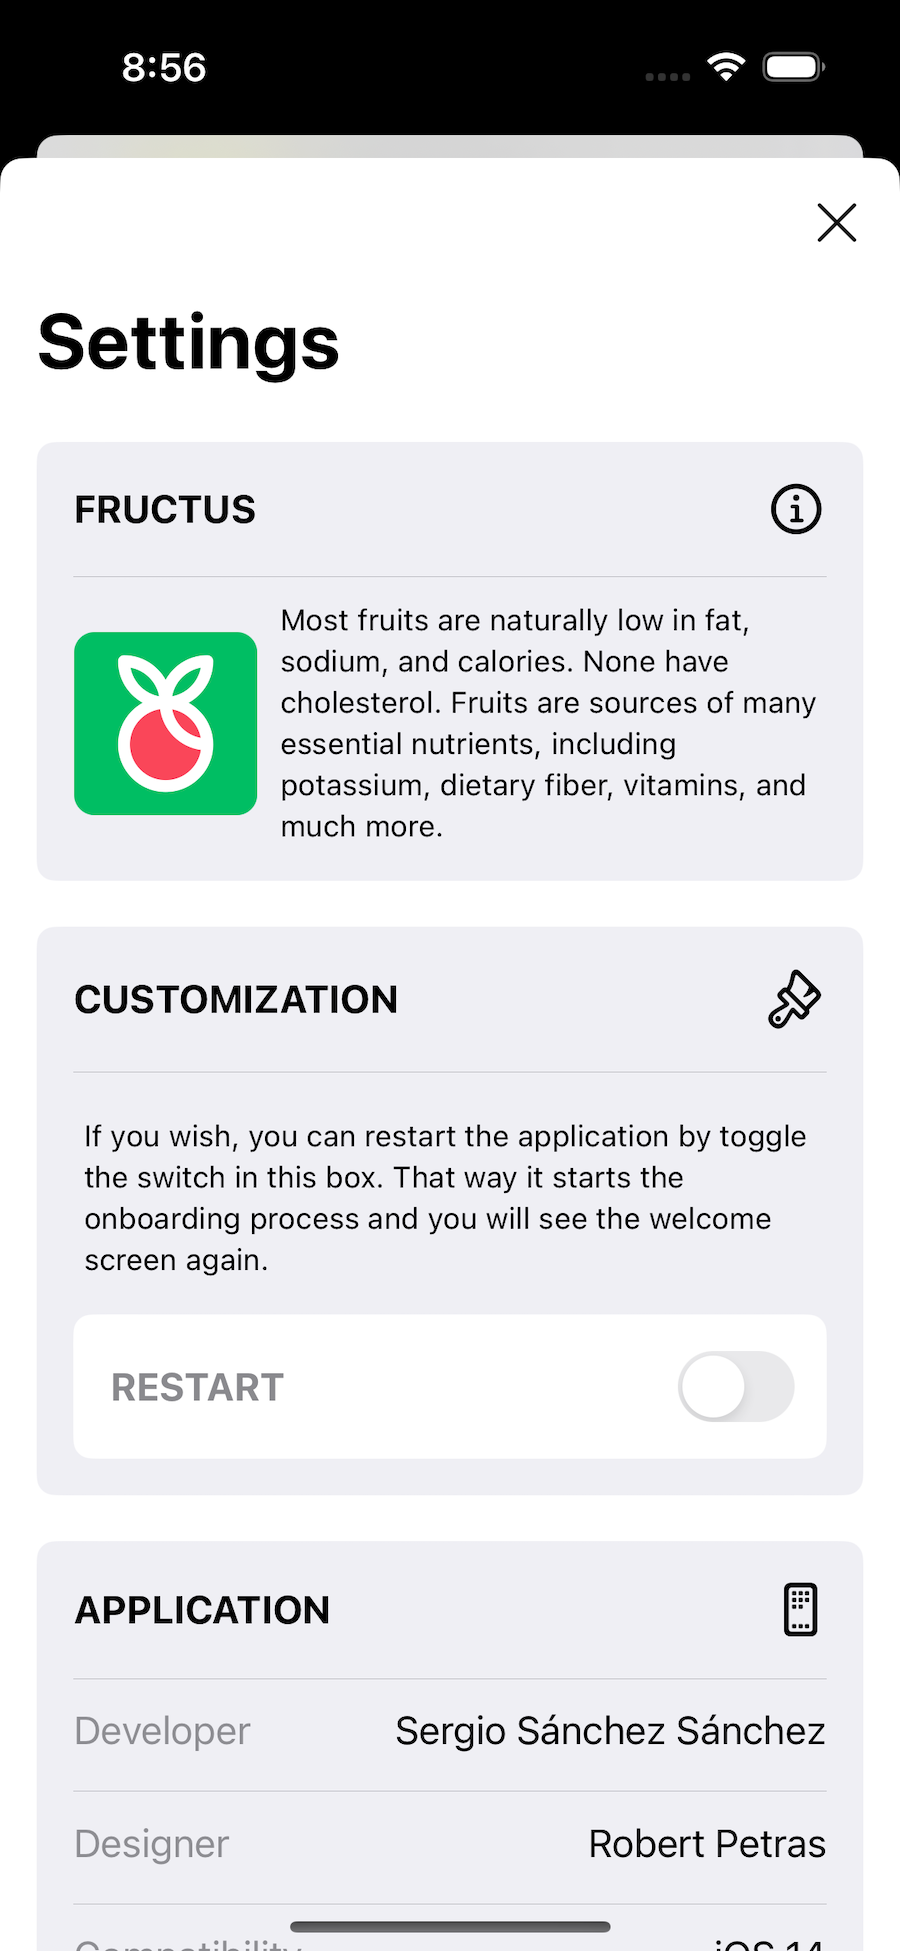 8:56
Settings
FRUCTUS
Most fruits are naturally low in fat,
sodium, and calories. None have
cholesterol. Fruits are sources of many
essential nutrients, including
potassium, dietary fiber, vitamins, and
much more.
CUSTOMIZATION
If you wish, you can restart the application by toggle
the switch in this box. That way it starts the
onboarding process and you will see the welcome
screen again.
RESTART
APPLICATION
Developer Sergio Sánchez Sánchez
Designer Robert Petras
Compatibility iOS 14